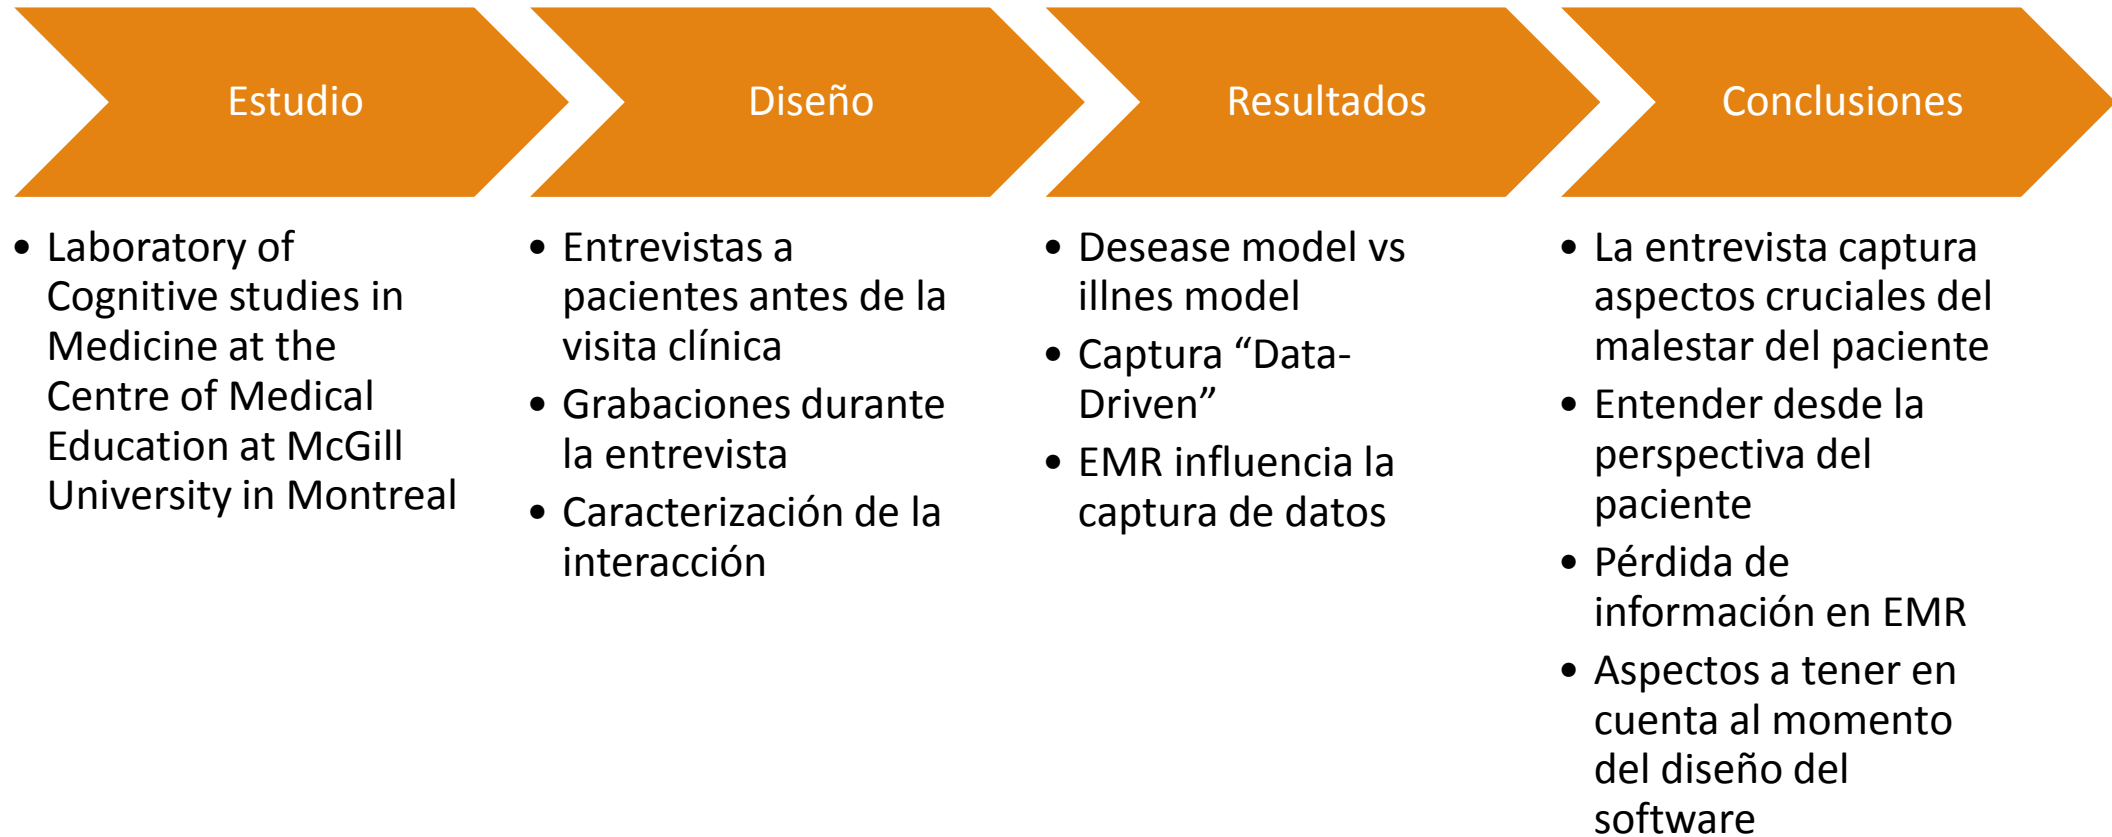 Estudio
• Laboratory of
Cognitive studies in
Medicine at the
Centre of Medical
Education at McGill
University in Montreal
Diseño
• Entrevistas a
pacientes antes de la
visita clínica
• Grabaciones durante
la entrevista
• Caracterización de la
interacción
Resultados
• Desease model vs
illnes model
• Captura “Data-
Driven”
• EMR influencia la
captura de datos
Conclusiones
• La entrevista captura
aspectos cruciales del
malestar del paciente
• Entender desde la
perspectiva del
paciente
• Pérdida de
información en EMR
• Aspectos a tener en
cuenta al momento
del diseño del
software